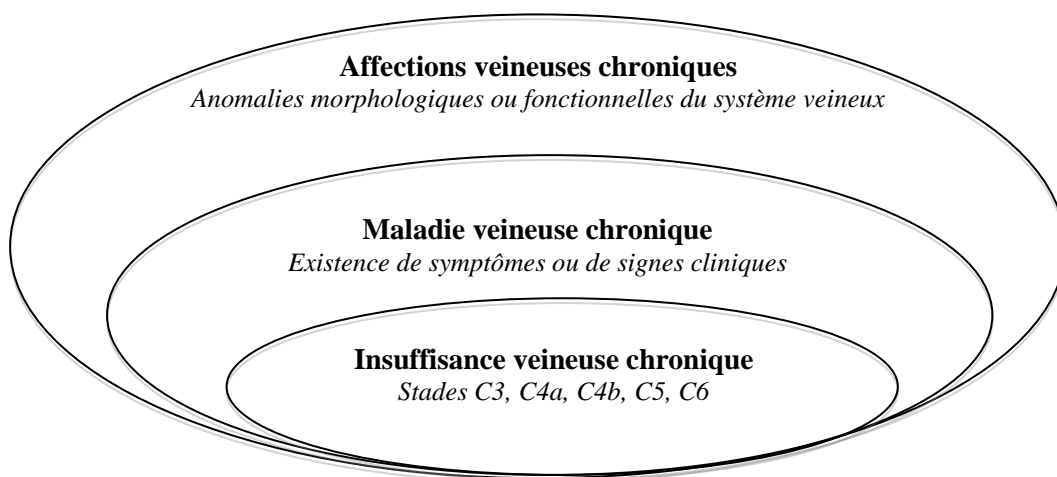 Affections veineuses chroniques
Anomalies morphologiques ou fonctionnelles du système veineux
Maladie veineuse chronique
Existence de symptômes ou de signes cliniques
Insuffisance veineuse chronique
Stades C3, C4a, C4b, C5, C6